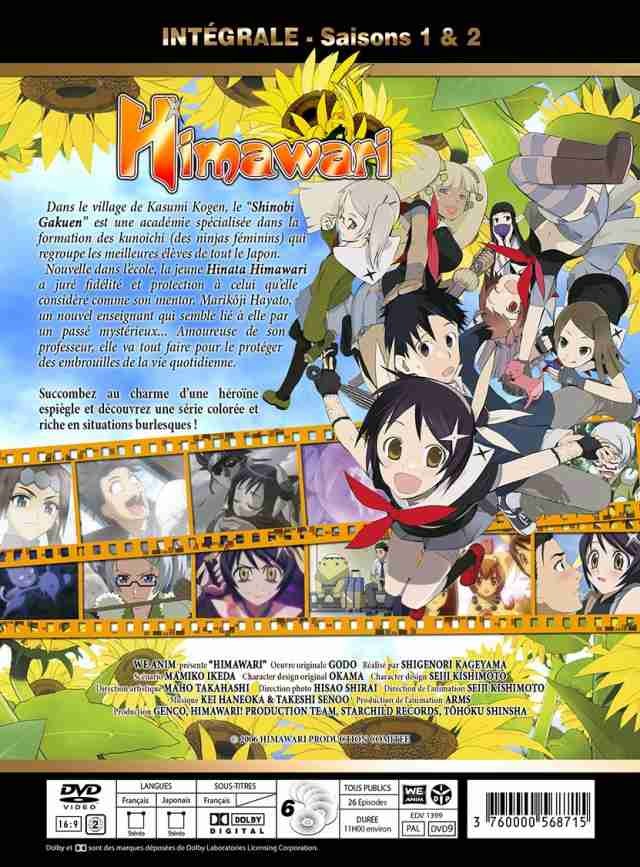 INTÉGRALE - Saisons 1 & 2
Himawari
Dans le village de Kasumi Kogen, le "Shinobi
Gakuen" est une académie spécialisée dans la
formation des kunoichi (des ninjas féminins) qui
regroupe les meilleures élèves de tout le Japon.
Nouvelle dans l'école, la jeune Hinata Himawari
a juré fidélité et protection à celui qu'elle
considère comme son mentor, Marikôji Hayato,
un nouvel enseignant qui semble lié à elle par
un passé mystérieux... Amoureuse de son
professeur, elle va tout faire pour le protéger
des embrouilles de la vie quotidienne.
Succombez au charme d'une héroïne
espiègle et découvrez une série colorée et
riche en situations burlesques !
WE ANIM présente "HIMAWARI" Oeuvre originale GODO Réalisé par SHIGENORI KAGEYAMA
Scénario MAMIKO IKEDA Character design original OKAMA Character design SEIJI KISHIMOTO
Direction artistique MAHO TAKAHASHI Direction photo HISAO SHIRAI Direction de l'animation SEIJI KISHIMOTO
Musique KEI HANEOKA & TAKESHI SENOO Production de l'animation ARMS
Production GENCO, HIMAWARI! PRODUCTION TEAM, STARCHILD RECORDS, TÔHOKU SHINSHA
© 2006 HIMAWARI PRODUCTION COMITEE
DVD
VIDEO
16:9
2
LANGUES
Français
Japonais
Stéréo
Stéréo
SOUS-TITRES
Français
DOLBY
DIGITAL
6
TOUS PUBLICS
26 Episodes
DURÉE
11H00 environ
WE
ANIM
DYP
EDV 1399
PAL
DVD9
3 760000 568715
Dolby et sont des marques déposées de Dolby Laboratories Licensing Corporation.